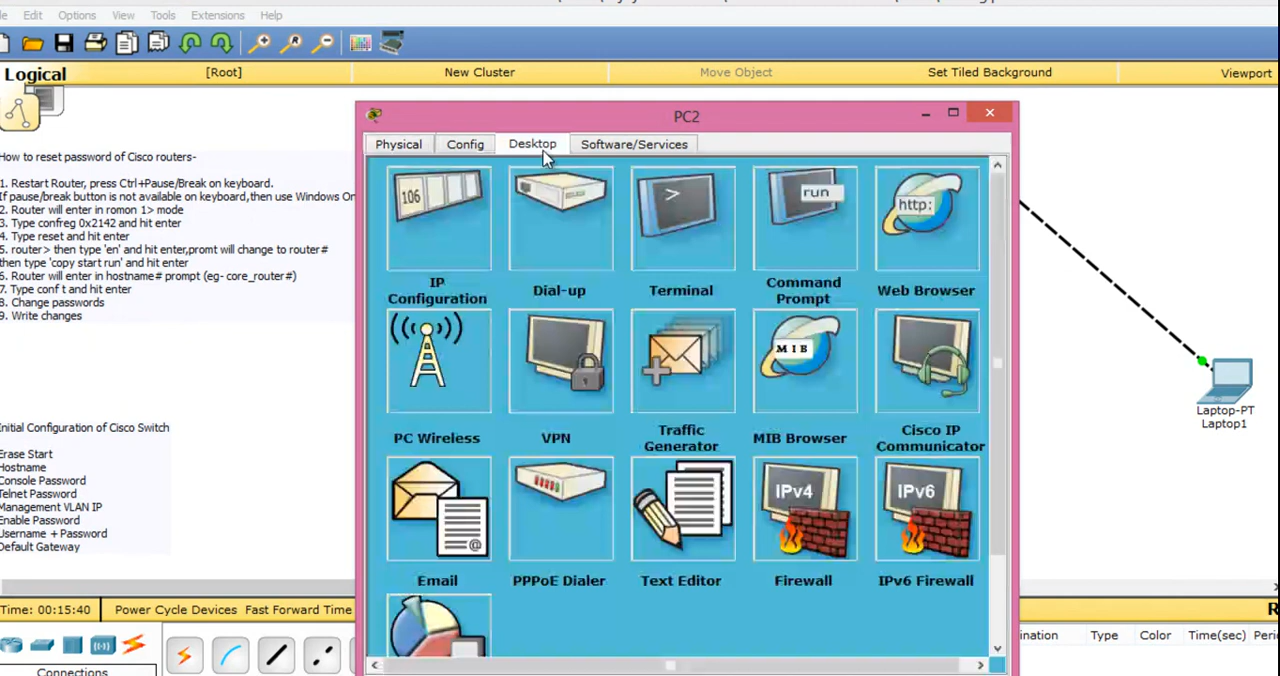 Edit Options View Tools Extensions Help
Logical [Root] New Cluster Move Object Set Tiled Background Viewport
PC2
Physical Config Desktop Software/Services
How to reset password of Cisco routers-
1. Restart Router, press Ctrl+Pause/Break on keyboard.
If pause/break button is not available on keyboard,then use Windows On
2. Router will enter in romon 1> mode
3. Type confreg 0x2142 and hit enter
4. Type reset and hit enter
5. router> then type 'en' and hit enter,promt will change to router#
then type 'copy start run' and hit enter
6. Router will enter in hostname# prompt (eg- core_router#)
7. Type conf t and hit enter
8. Change passwords
9. Write changes
106
run
http:
IP Configuration
Dial-up
Terminal
Command Prompt
Web Browser
MIB
PC Wireless
VPN
Traffic Generator
MIB Browser
Cisco IP Communicator
IPv4
IPv6
@
Email
PPPoE Dialer
Text Editor
Firewall
IPv6 Firewall
Laptop-PT
Laptop1
Initial Configuration of Cisco Switch
Erase Start
Hostname
Console Password
Telnet Password
Management VLAN IP
Enable Password
Username + Password
Default Gateway
Time: 00:15:40 Power Cycle Devices Fast Forward Time
R
ination Type Color Time(sec) Peri
Connections